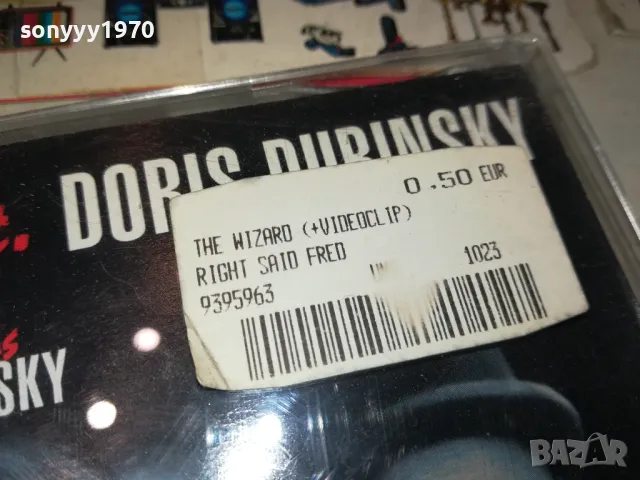 sonyyy1970
DORIS DUBINSKY
0.50 EUR
THE WIZARD (+VIDEOCLIP)
RIGHT SAID FRED 1023
9395963
SKY
BAZAR